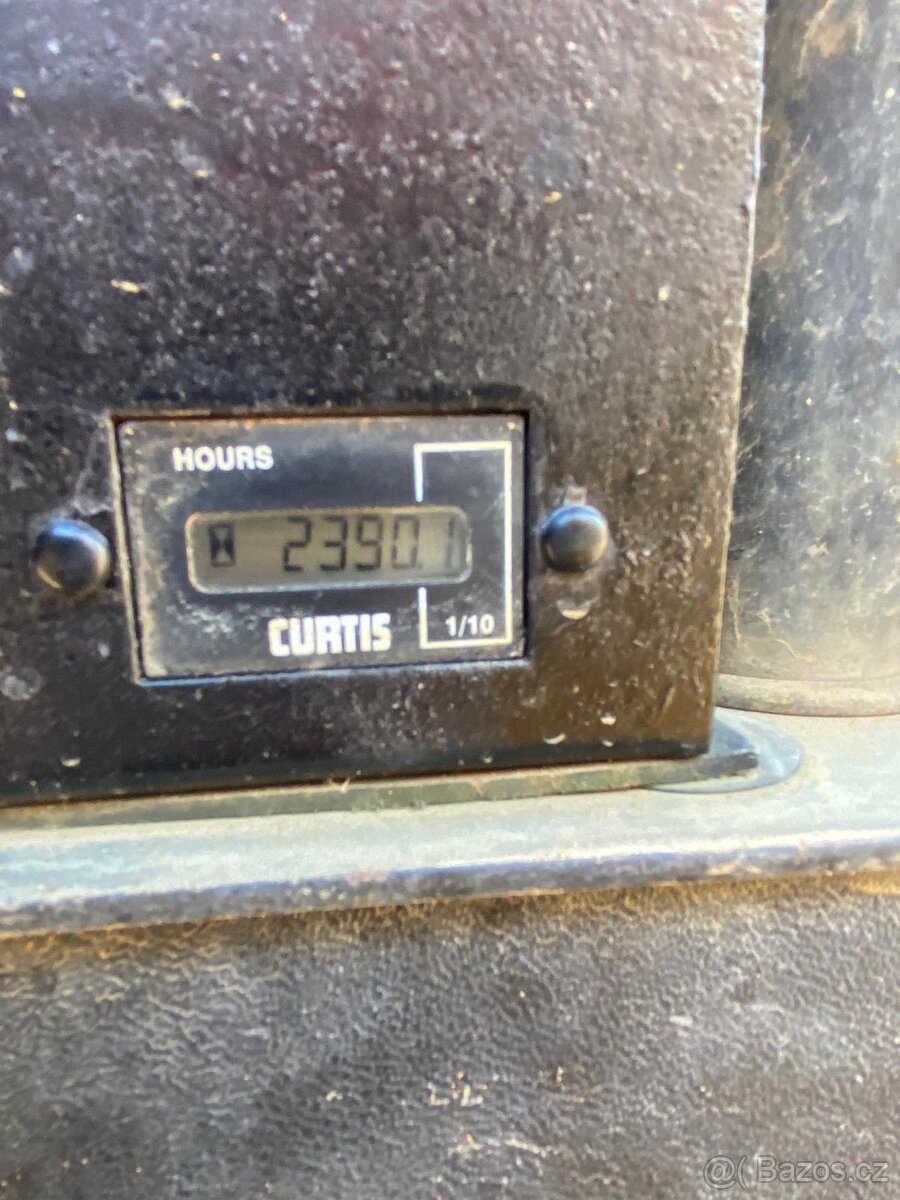 HOURS
2390.1
CURTIS
1/10
@( Bazos.cz